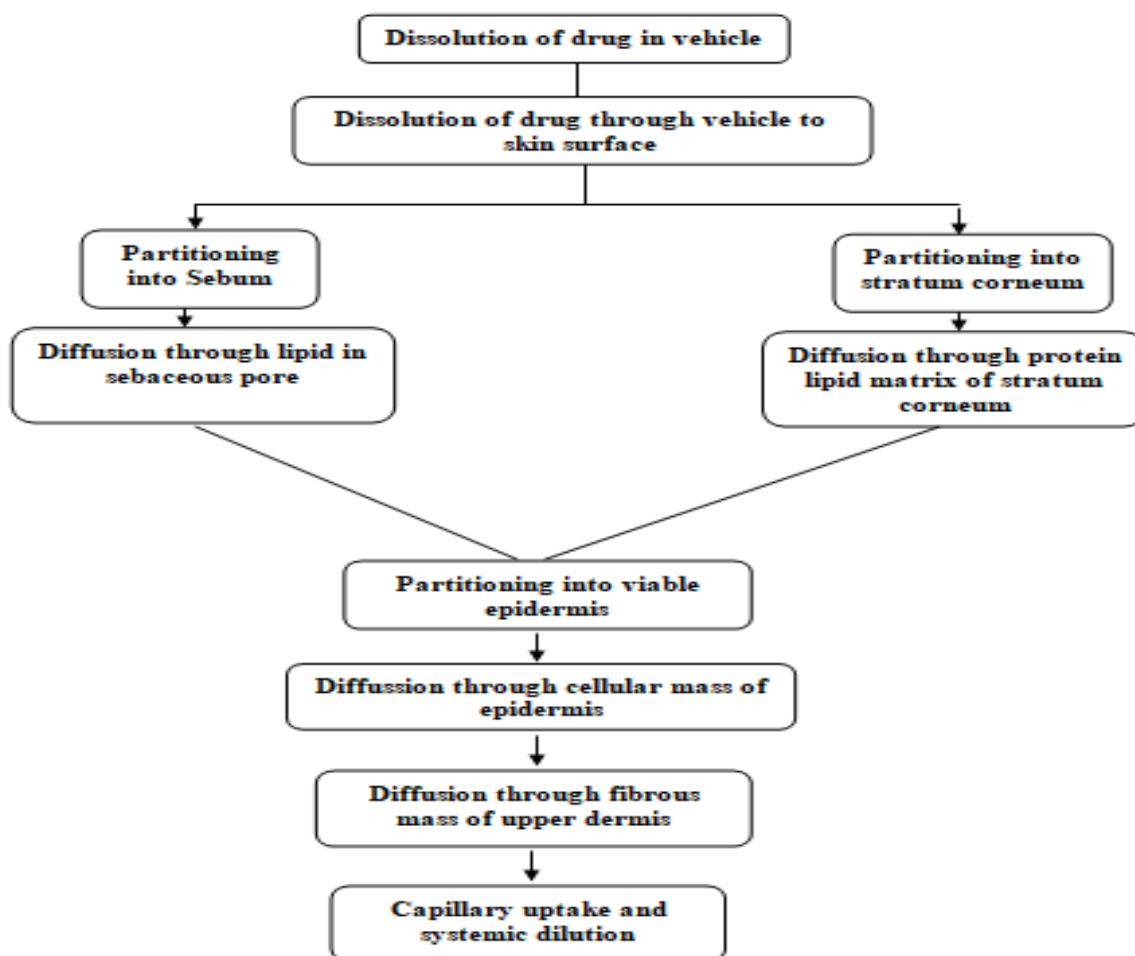 Dissolution of drug in vehicle
Dissolution of drug through vehicle to
skin surface
Partitioning
into Sebum
Partitioning into
stratum corneum
Diffusion through lipid in
sebaceous pore
Diffusion through protein
lipid matrix of stratum
corneum
Partitioning into viable
epidermis
Diffussion through cellular mass of
epidermis
Diffusion through fibrous
mass of upper dermis
Capillary uptake and
systemic dilution